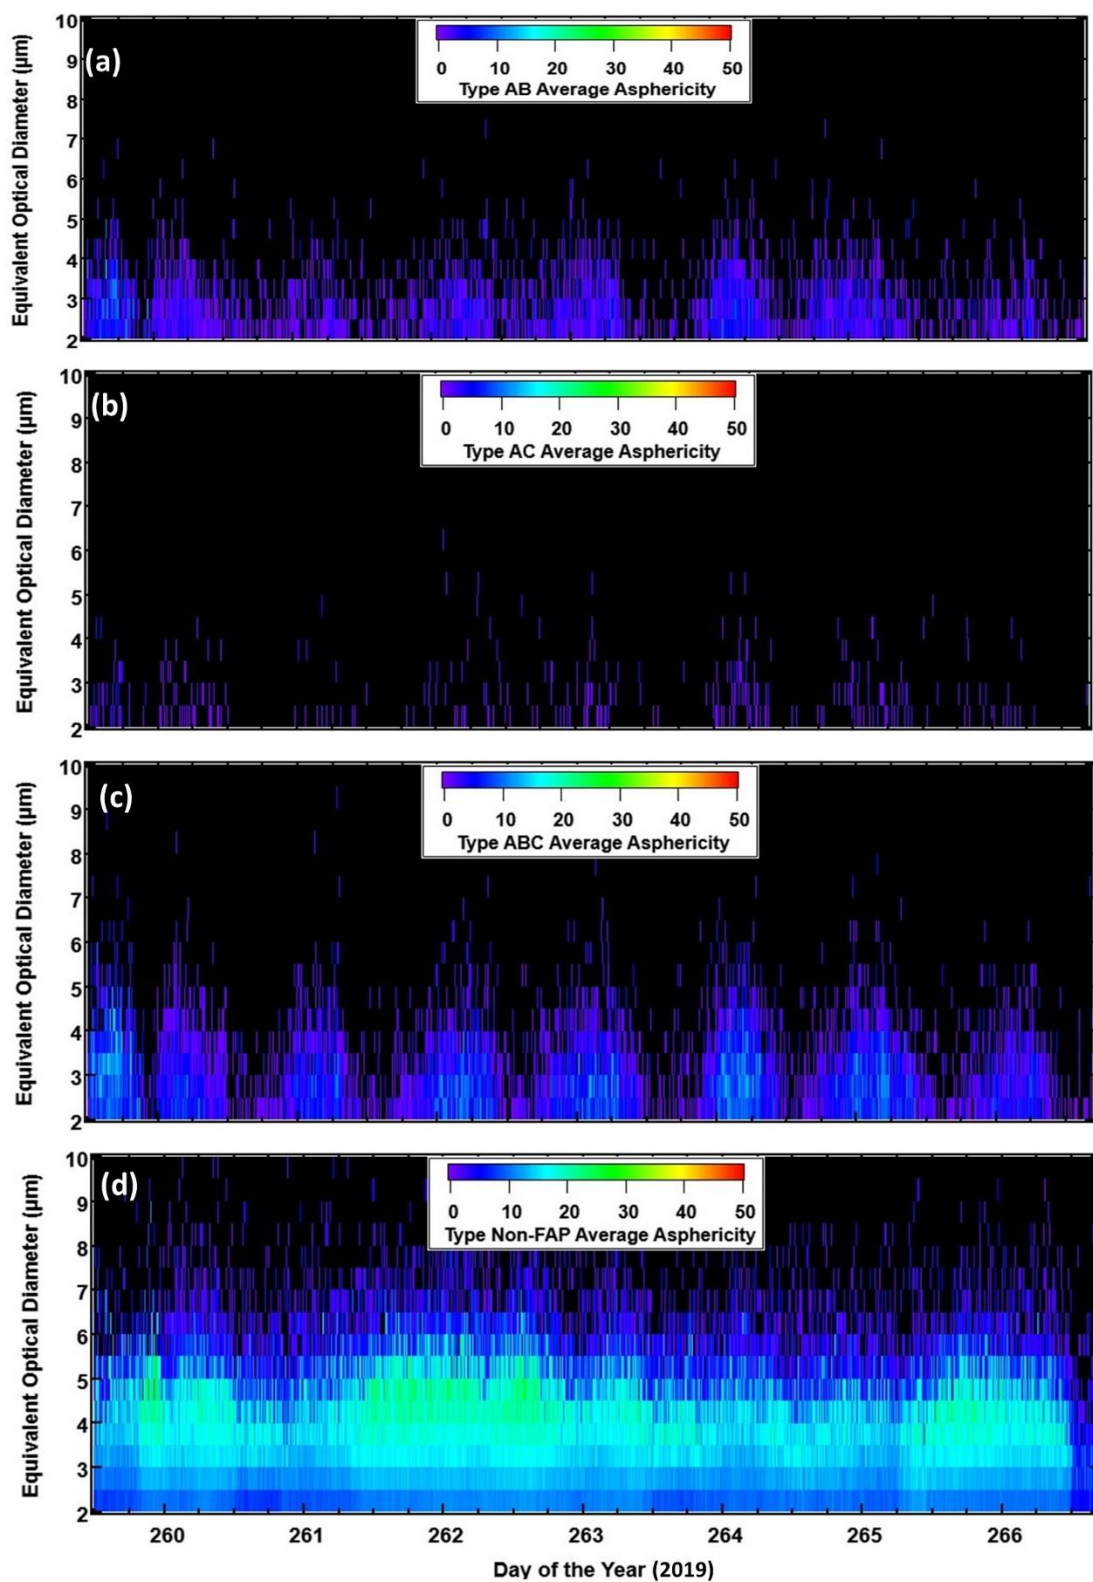 10
(a)
9
8
7
6
5
4
3
2
Equivalent Optical Diameter (µm)
0 10 20 30 40 50
Type AB Average Asphericity
10
(b)
9
8
7
6
5
4
3
2
Equivalent Optical Diameter (µm)
0 10 20 30 40 50
Type AC Average Asphericity
10
(c)
9
8
7
6
5
4
3
2
Equivalent Optical Diameter (µm)
0 10 20 30 40 50
Type ABC Average Asphericity
10
(d)
9
8
7
6
5
4
3
2
Equivalent Optical Diameter (µm)
0 10 20 30 40 50
Type Non-FAP Average Asphericity
260 261 262 263 264 265 266
Day of the Year (2019)